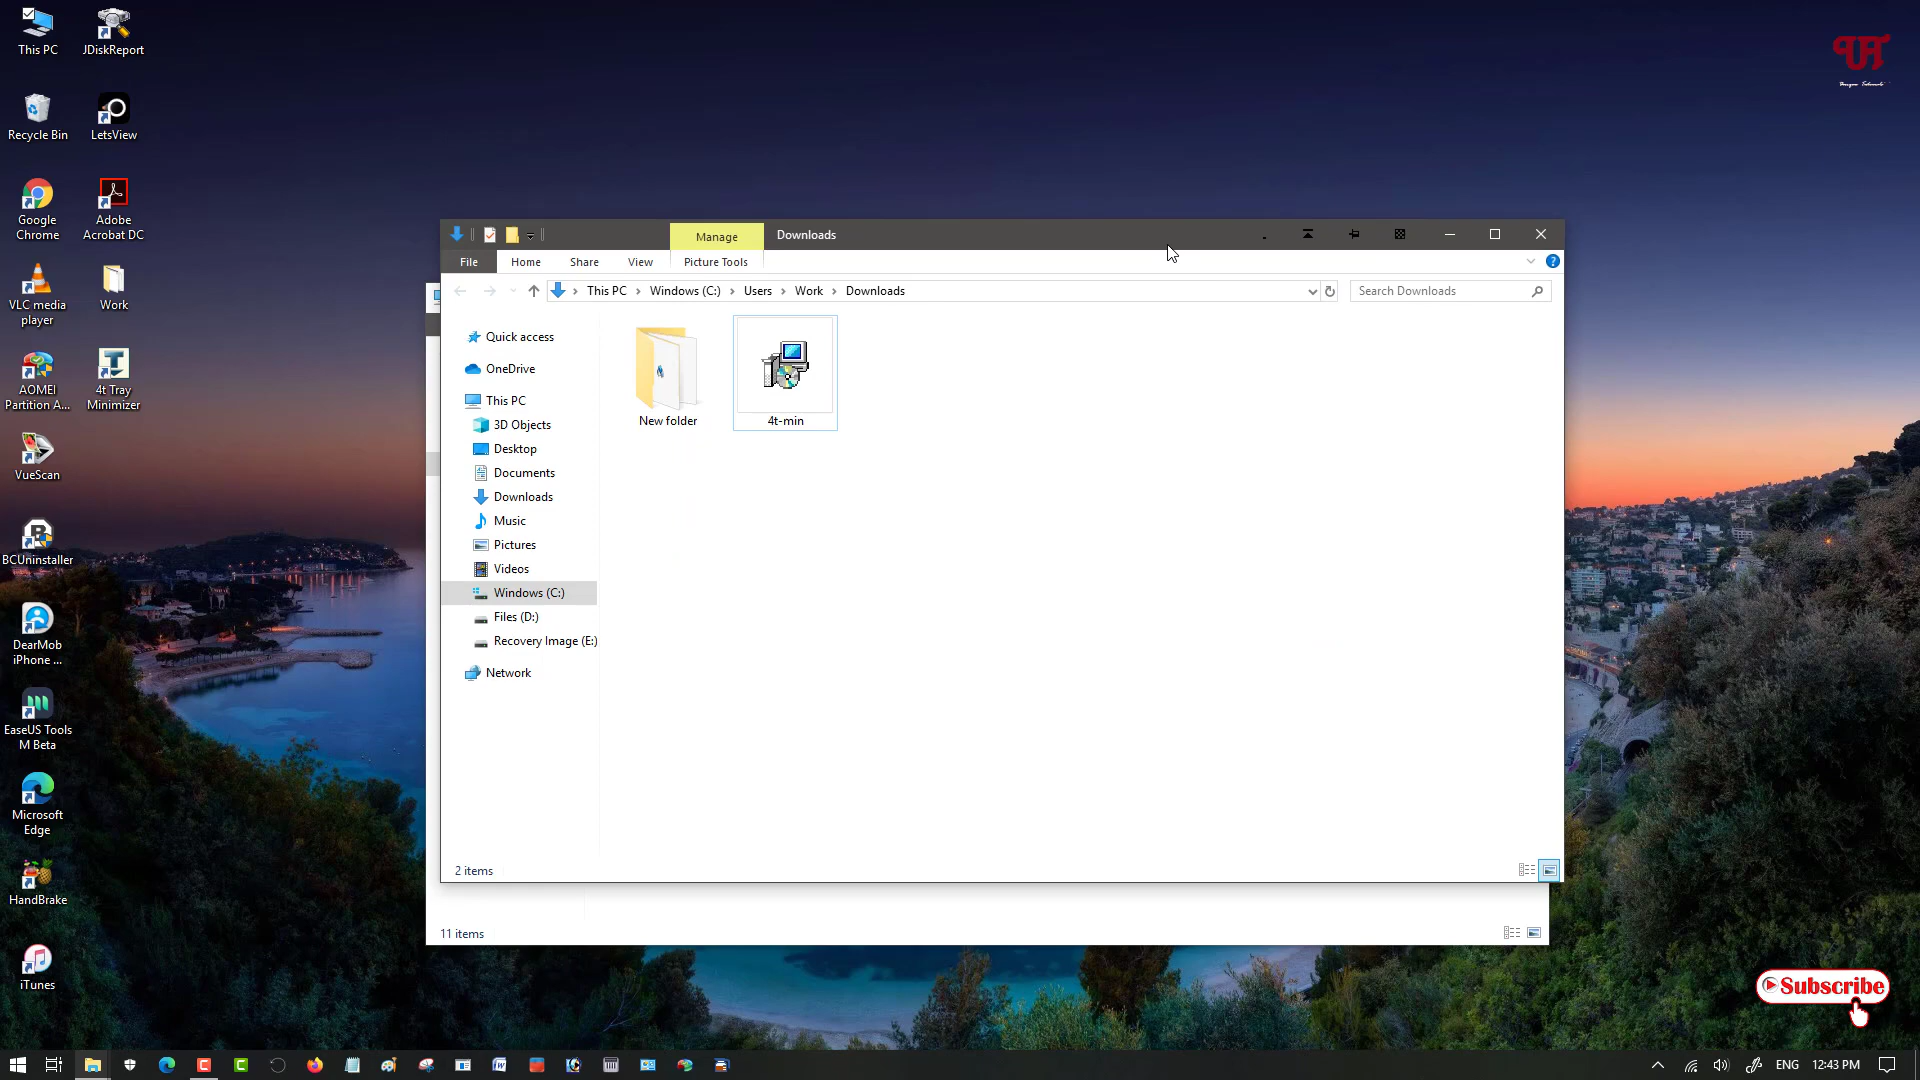 This PC
JDiskReport
Recycle Bin
LetsView
Google
Chrome
Adobe
Acrobat DC
VLC media
player
Work
AOMEI
Partition A...
4t Tray
Minimizer
VueScan
BCUninstaller
DearMob
iPhone ...
EaseUS Tools
M Beta
Microsoft
Edge
HandBrake
iTunes
Manage
Downloads
File
Home
Share
View
Picture Tools
This PC
Windows (C:)
Users
Work
Downloads
Search Downloads
Quick access
OneDrive
This PC
3D Objects
Desktop
Documents
Downloads
Music
Pictures
Videos
Windows (C:)
Files (D:)
Recovery Image (E:)
Network
New folder
4t-min
2 items
11 items
UT
Subscribe
ENG
12:43 PM